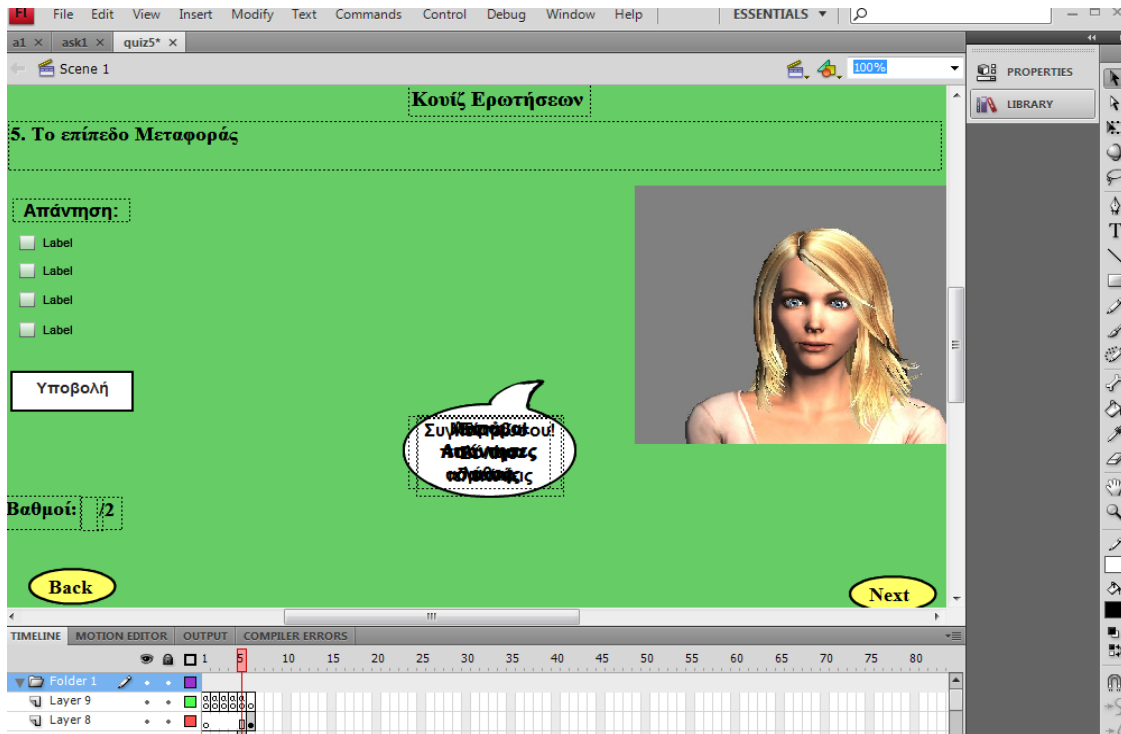 Fl File Edit View Insert Modify Text Commands Control Debug Window Help ESSENTIALS
a1 ask1 quiz5*
Scene 1 100%
PROPERTIES
LIBRARY
Κουίζ Ερωτήσεων
5. Το επίπεδο Μεταφοράς
Απάντηση:
Label
Label
Label
Label
Υποβολή
Βαθμοί: /2
Back
Next
TIMELINE MOTION EDITOR OUTPUT COMPILER ERRORS
1 5 10 15 20 25 30 35 40 45 50 55 60 65 70 75 80
Folder 1
Layer 9
Layer 8